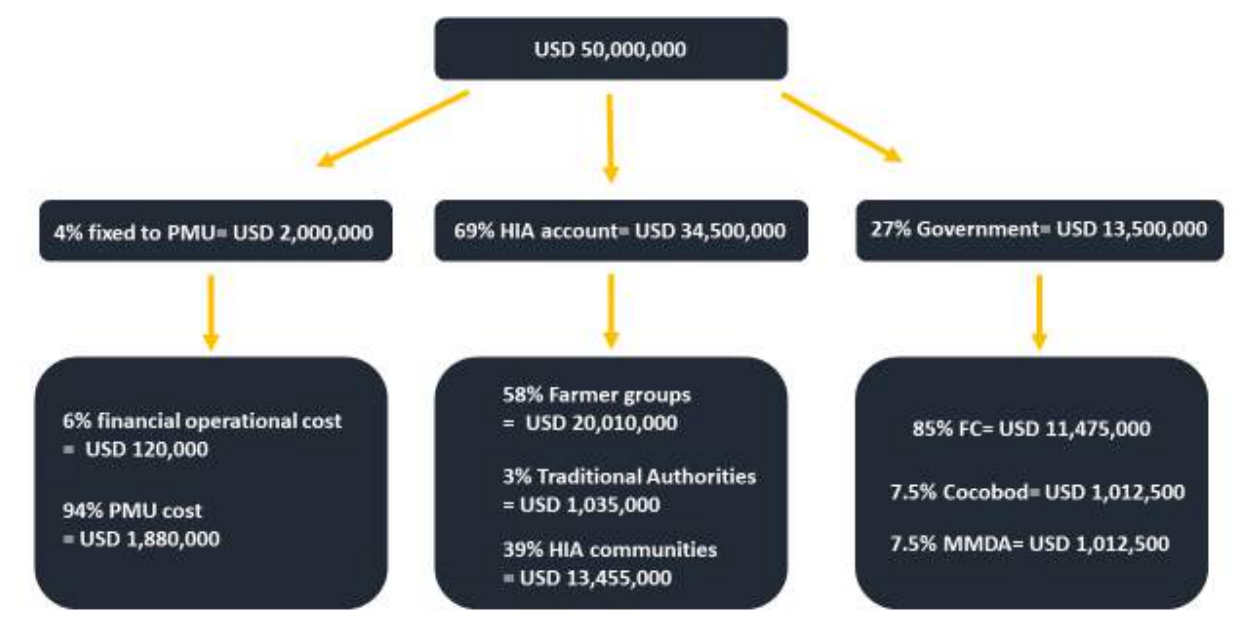 USD 50,000,000
4% fixed to PMU= USD 2,000,000
69% HIA account= USD 34,500,000
27% Government= USD 13,500,000
6% financial operational cost
= USD 120,000
94% PMU cost
= USD 1,880,000
58% Farmer groups
= USD 20,010,000
3% Traditional Authorities
= USD 1,035,000
39% HIA communities
= USD 13,455,000
85% FC= USD 11,475,000
7.5% Cocobod= USD 1,012,500
7.5% MMDA= USD 1,012,500